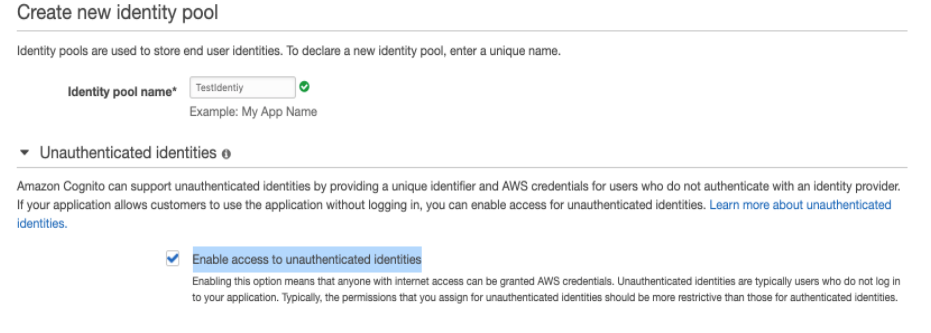 Create new identity pool
Identity pools are used to store end user identities. To declare a new identity pool, enter a unique name.
Identity pool name* TestIdentiy
Example: My App Name
Unauthenticated identities
Amazon Cognito can support unauthenticated identities by providing a unique identifier and AWS credentials for users who do not authenticate with an identity provider.
If your application allows customers to use the application without logging in, you can enable access for unauthenticated identities. Learn more about unauthenticated
identities.
Enable access to unauthenticated identities
Enabling this option means that anyone with internet access can be granted AWS credentials. Unauthenticated identities are typically users who do not log in
to your application. Typically, the permissions that you assign for unauthenticated identities should be more restrictive than those for authenticated identities.